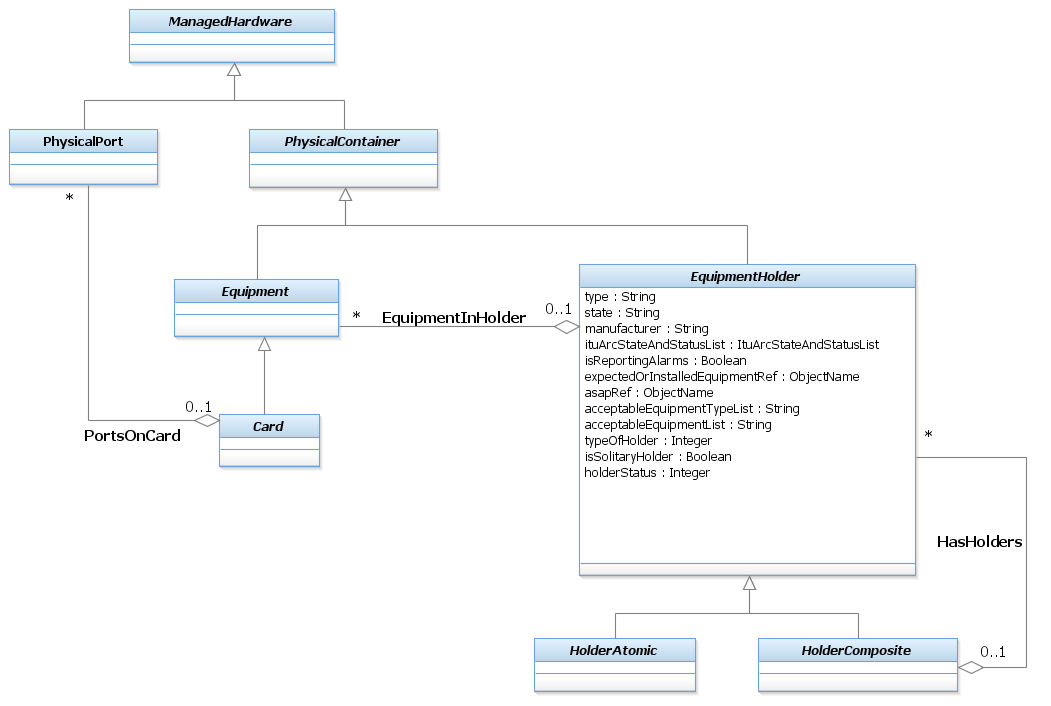 ManagedHardware
PhysicalPort
PhysicalContainer
*
Equipment
EquipmentHolder
type : String
state : String
manufacturer : String
ituArcStateAndStatusList : ItuArcStateAndStatusList
isReportingAlarms : Boolean
expectedOrInstalledEquipmentRef : ObjectName
asapRef : ObjectName
acceptableEquipmentTypeList : String
acceptableEquipmentList : String
typeOfHolder : Integer
isSolitaryHolder : Boolean
holderStatus : Integer
*
EquipmentInHolder
0..1
0..1
PortsOnCard
Card
*
HasHolders
HolderAtomic
HolderComposite
0..1